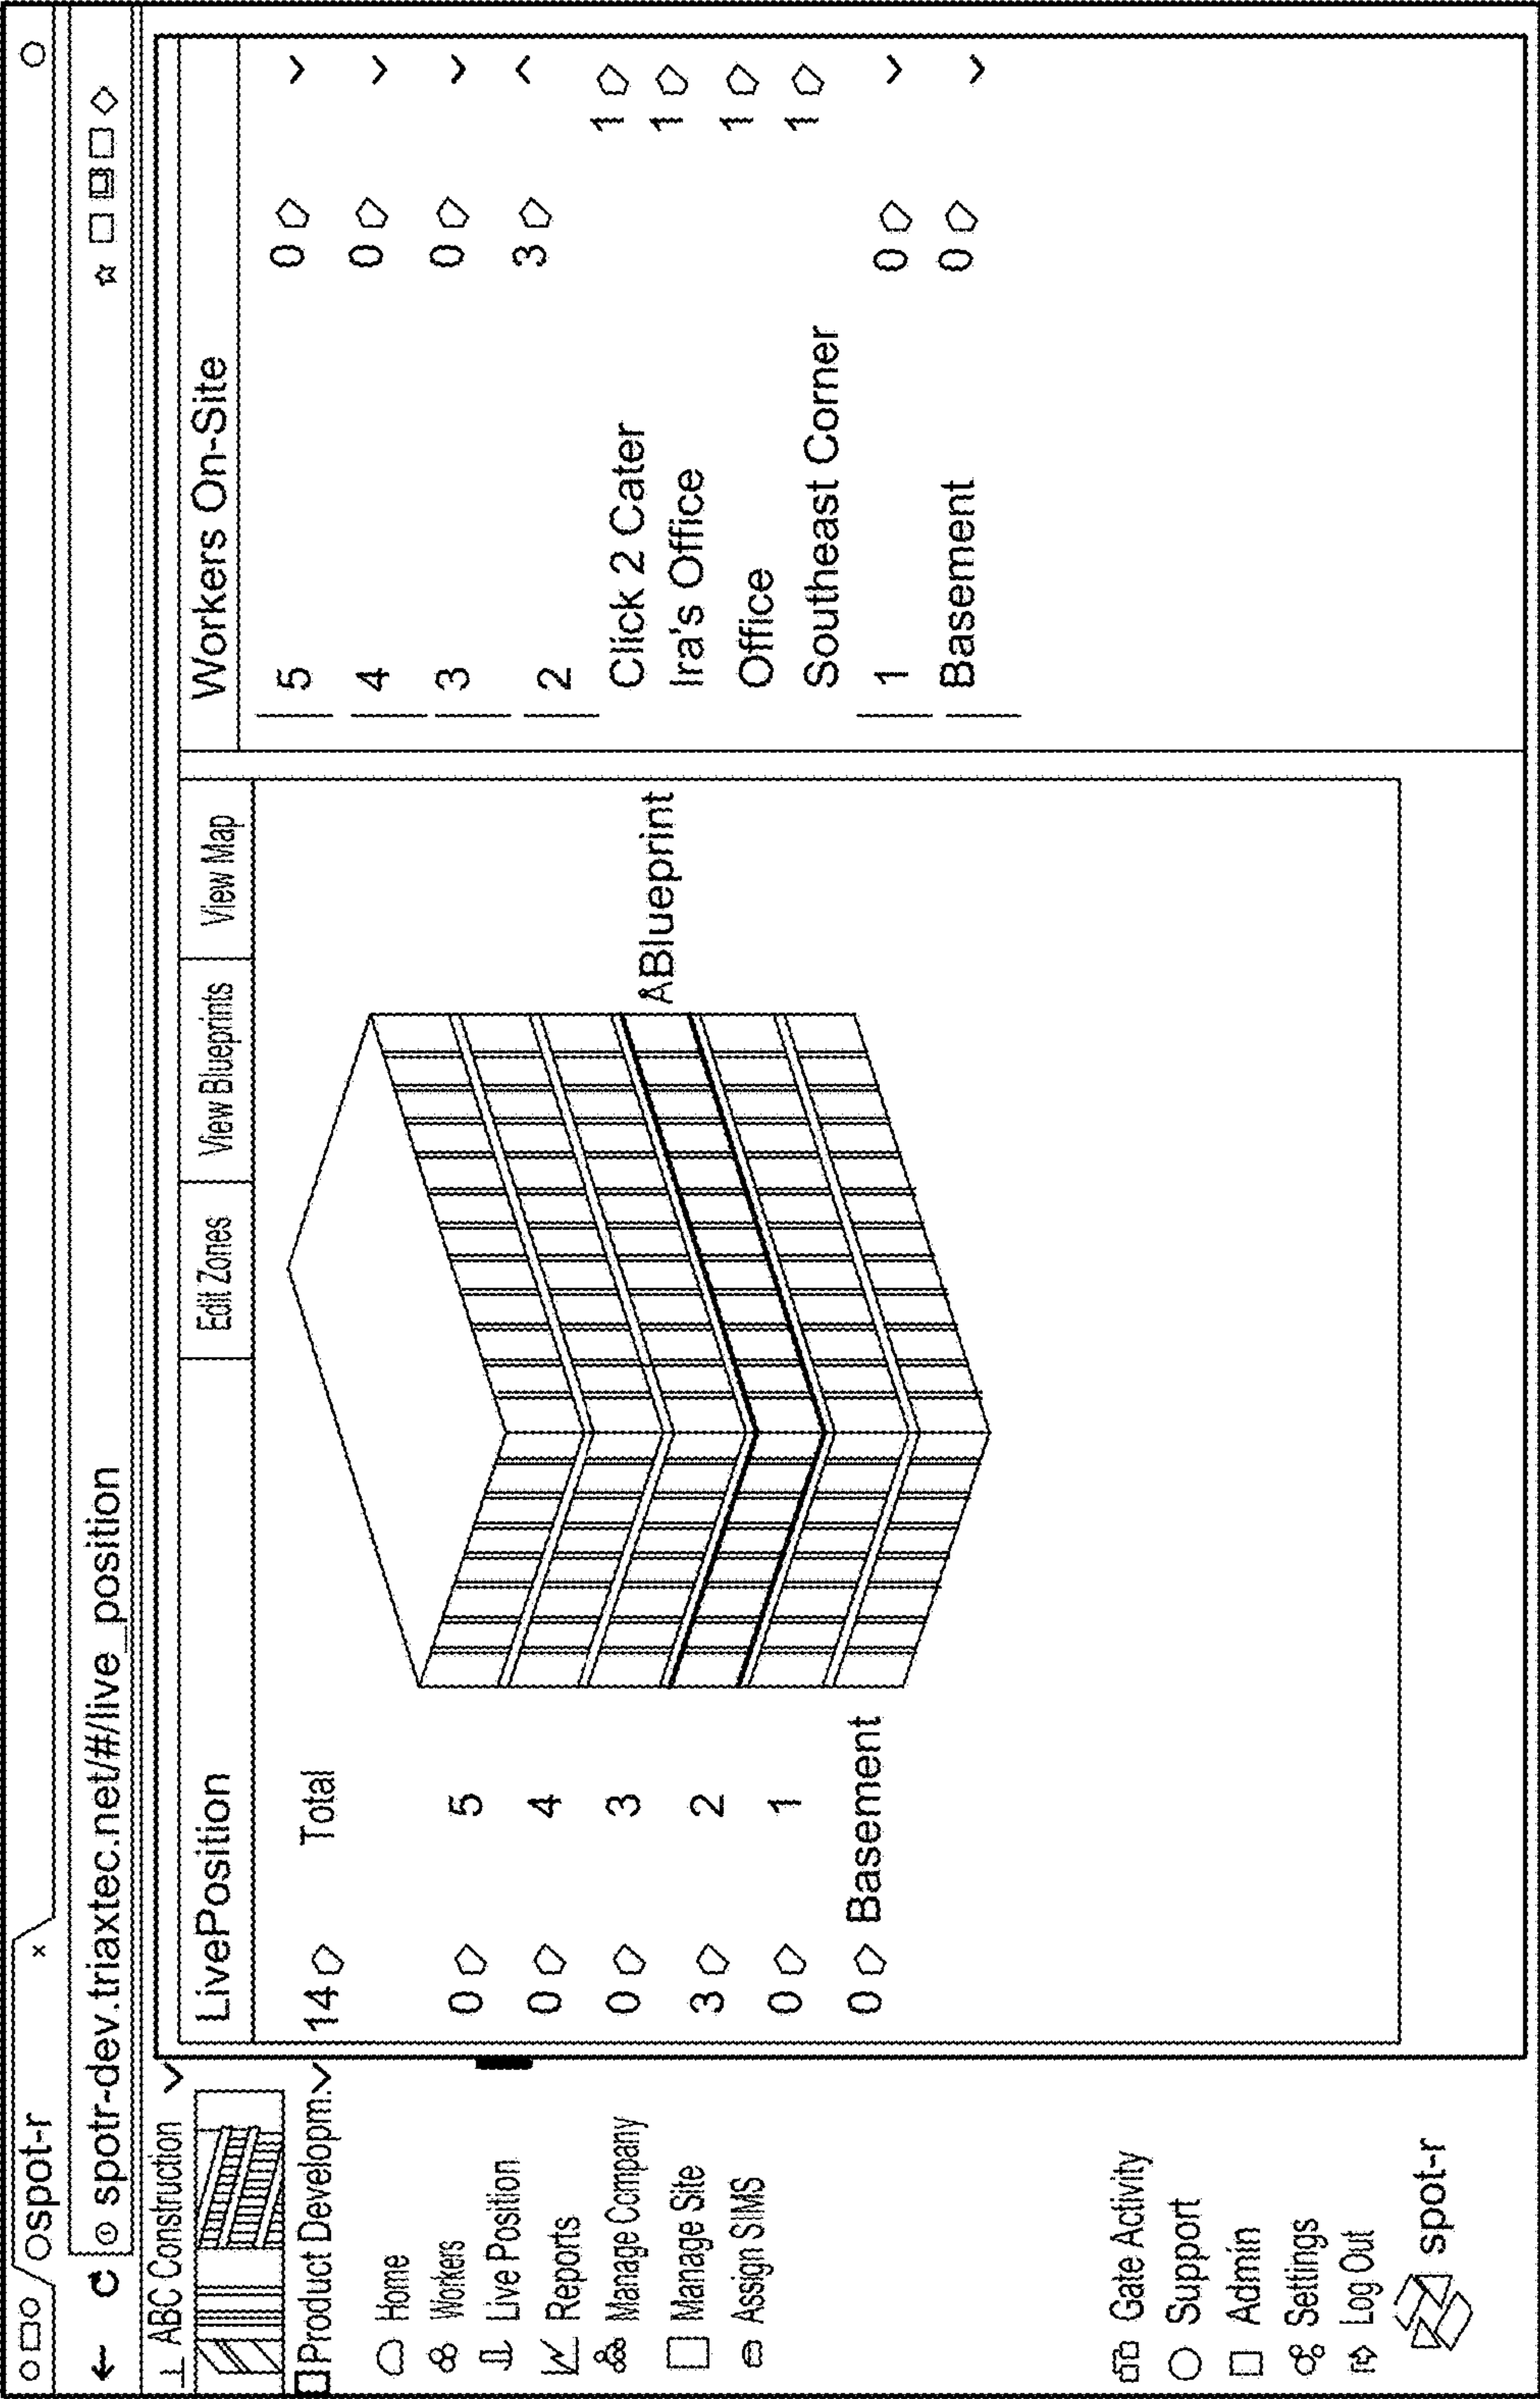 spot-r
spotr-dev.triaxtec.net/#/live_position
ABC Construction
Product Developm.
Home
Workers
Live Position
Reports
Manage Company
Manage Site
Assign SIMS
Gate Activity
Support
Admin
Settings
Log Out
spot-r
LivePosition
Edit Zones
View Blueprints
View Map
14 Total
0 5
0 4
0 3
3 2
0 1
0 Basement
Blueprint
Workers On-Site
5 0
4 0
3 0
2 3
Click 2 Cater 1
Ira's Office 1
Office 1
Southeast Corner 1
1 0
Basement 0